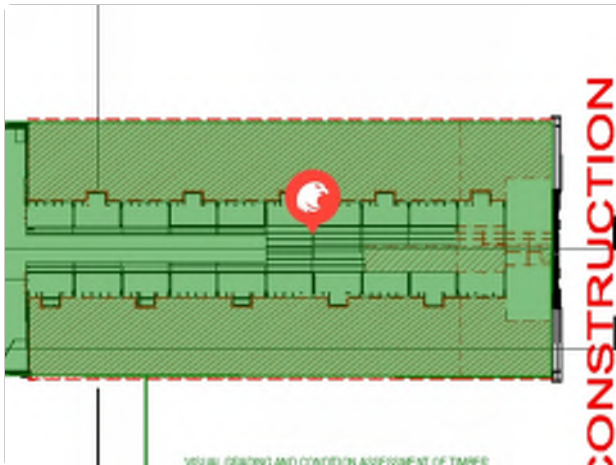 CONSTRUCTION
VISUAL GRADING AND CONDITION ASSESSMENT OF TIMBER